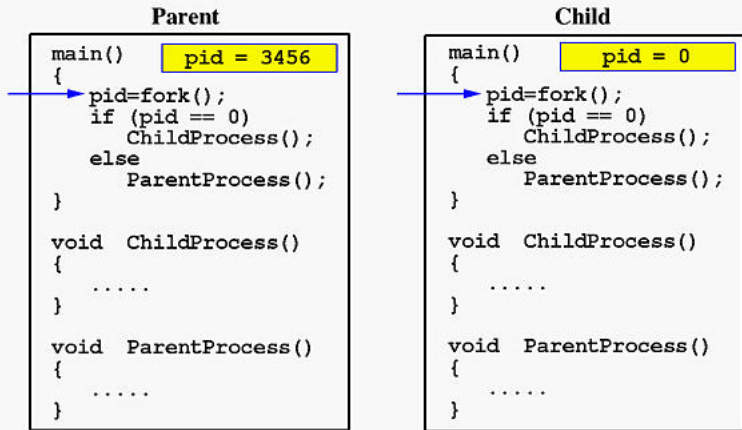 Parent
main()
pid = 3456
{
pid=fork();
if (pid == 0)
ChildProcess();
else
ParentProcess();
}
void ChildProcess()
{
.....
}
void ParentProcess()
{
.....
}
Child
main()
pid = 0
{
pid=fork();
if (pid == 0)
ChildProcess();
else
ParentProcess();
}
void ChildProcess()
{
.....
}
void ParentProcess()
{
.....
}